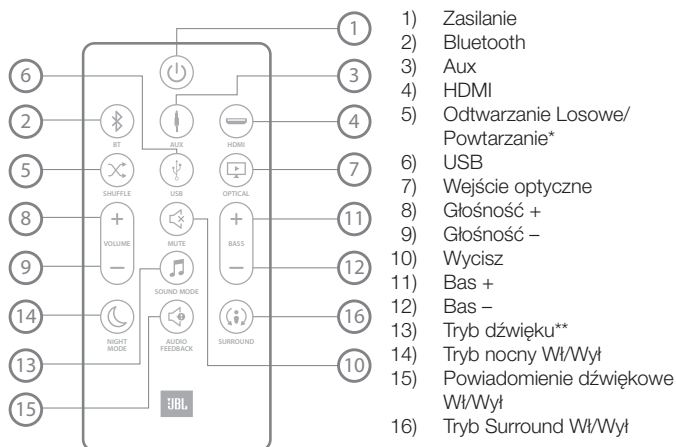 1
6
3
2
BT
AUX
HDMI
4
5
SHUFFLE
USB
OPTICAL
7
8
+
+
11
VOLUME
MUTE
BASS
9
–
–
12
SOUND MODE
14
NIGHT
MODE
AUDIO
FEEDBACK
SURROUND
16
13
10
15
JBL
1) Zasilanie
2) Bluetooth
3) Aux
4) HDMI
5) Odtwarzanie Losowe/
Powtarzanie*
6) USB
7) Wejście optyczne
8) Głośność +
9) Głośność –
10) Wycisz
11) Bas +
12) Bas –
13) Tryb dźwięku**
14) Tryb nocny Wł/Wył
15) Powiadomienie dźwiękowe
Wł/Wył
16) Tryb Surround Wł/Wył